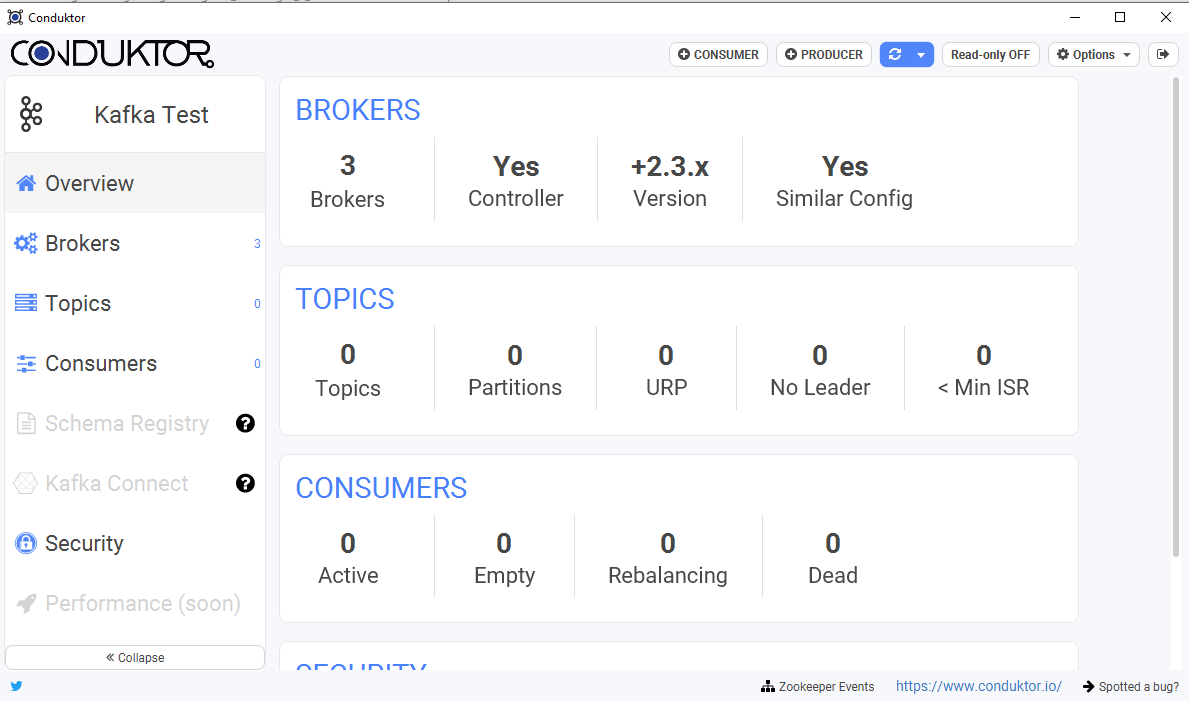 Conduktor
CONDUKTOR
CONSUMER
PRODUCER
Read-only OFF
Options
Kafka Test
Overview
Brokers 3
Topics 0
Consumers 0
Schema Registry ?
Kafka Connect ?
Security
Performance (soon)
Collapse
BROKERS
3 Yes +2.3.x Yes
Brokers Controller Version Similar Config
TOPICS
0 0 0 0 0
Topics Partitions URP No Leader < Min ISR
CONSUMERS
0 0 0 0
Active Empty Rebalancing Dead
SECURITY
Zookeeper Events https://www.conduktor.io/ Spotted a bug?